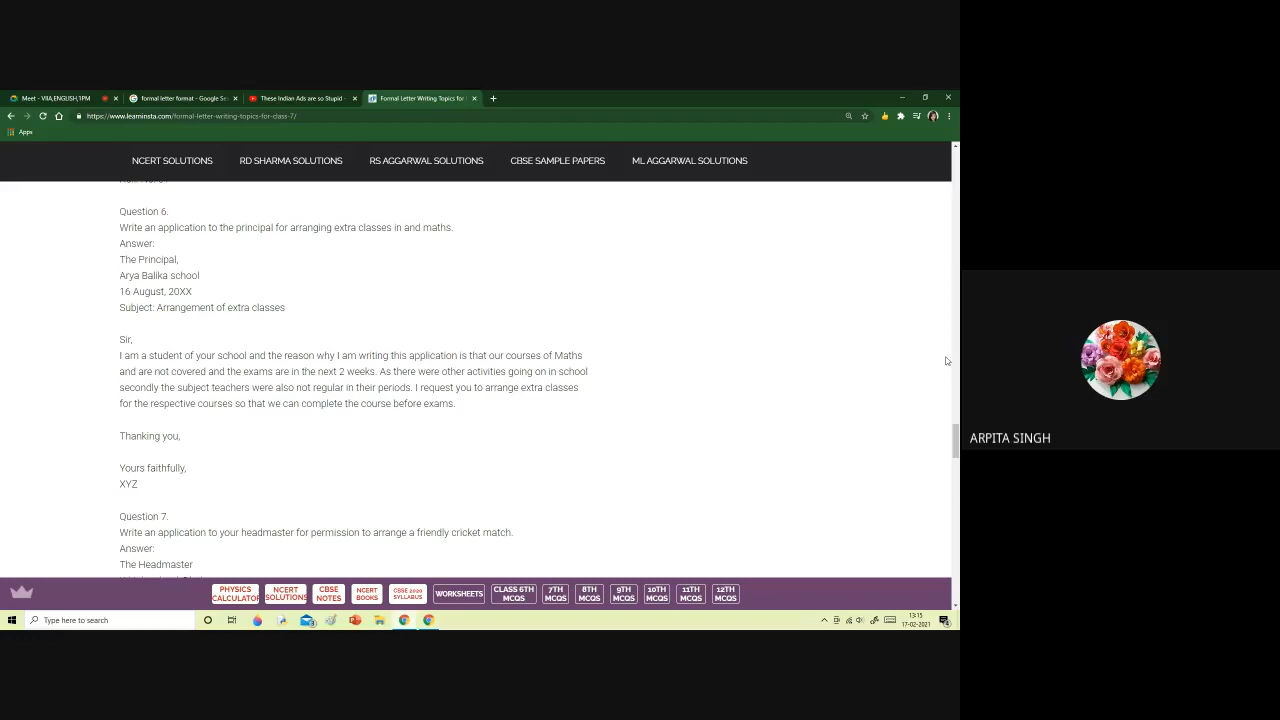 Meet - VIIA,ENGLISH,1PM
formal letter format - Google Se
These Indian Ads are so Stupid -
Formal Letter Writing Topics for
https://www.learninsta.com/formal-letter-writing-topics-for-class-7/
Apps
NCERT SOLUTIONS RD SHARMA SOLUTIONS RS AGGARWAL SOLUTIONS CBSE SAMPLE PAPERS ML AGGARWAL SOLUTIONS
Question 6.
Write an application to the principal for arranging extra classes in and maths.
Answer:
The Principal,
Arya Balika school
16 August, 20XX
Subject: Arrangement of extra classes
Sir,
I am a student of your school and the reason why I am writing this application is that our courses of Maths
and are not covered and the exams are in the next 2 weeks. As there were other activities going on in school
secondly the subject teachers were also not regular in their periods. I request you to arrange extra classes
for the respective courses so that we can complete the course before exams.
Thanking you,
Yours faithfully,
XYZ
Question 7.
Write an application to your headmaster for permission to arrange a friendly cricket match.
Answer:
The Headmaster
ARPITA SINGH
PHYSICS CALCULATOR
NCERT SOLUTIONS
CBSE NOTES
NCERT BOOKS
CBSE 2020 SYLLABUS
WORKSHEETS
CLASS 6TH MCQS
7TH MCQS
8TH MCQS
9TH MCQS
10TH MCQS
11TH MCQS
12TH MCQS
Type here to search
13:15
17-02-2021